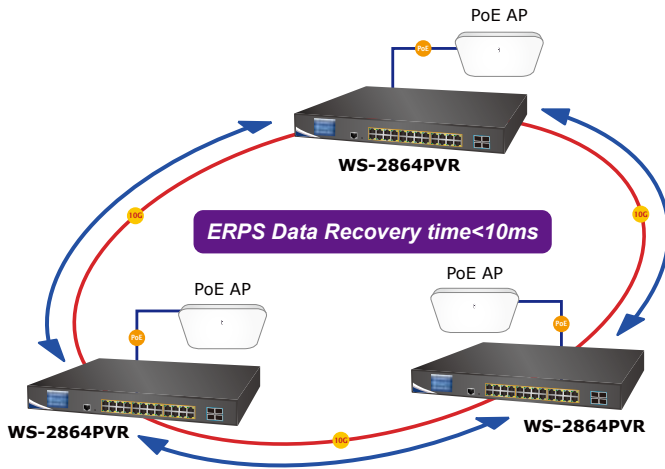 PoE AP
PoE
WS-2864PVR
10G
10G
ERPS Data Recovery time<10ms
PoE AP
PoE AP
PoE
PoE
WS-2864PVR
WS-2864PVR
10G